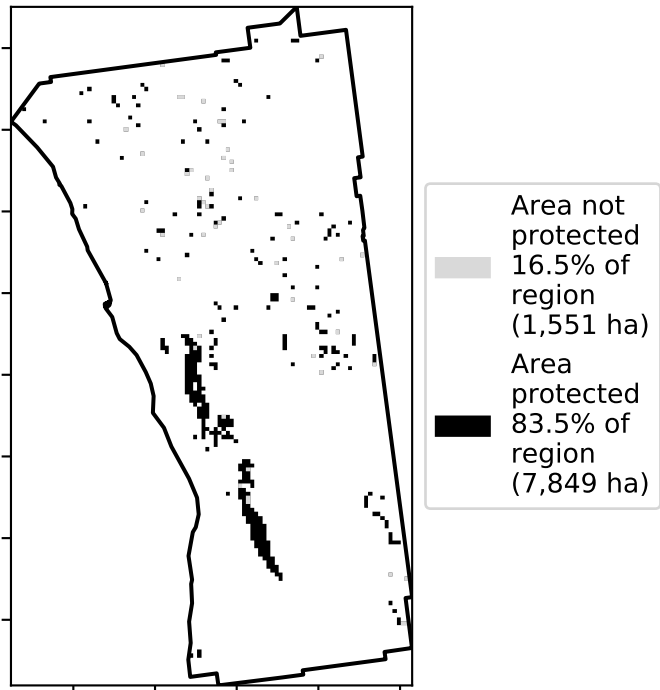 Area not
protected
16.5% of
region
(1,551 ha)
Area
protected
83.5% of
region
(7,849 ha)